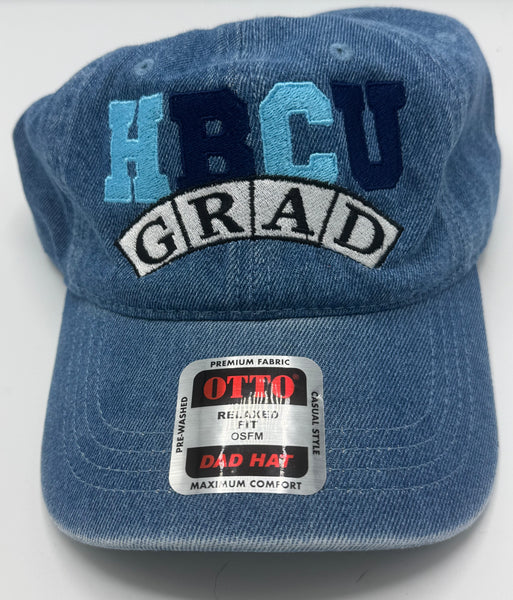 HBCU
GRAD
PREMIUM FABRIC
PRE-WASHED
OTTO®
RELAXED
FIT
OSFM
DAD HAT
CASUAL STYLE
MAXIMUM COMFORT